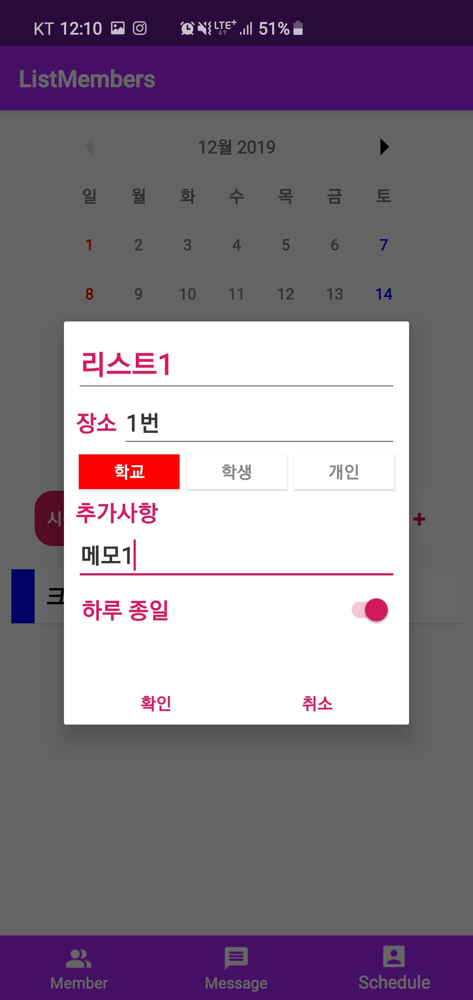 KT 12:10 LTE+ 51%
ListMembers
12월 2019
일 월 화 수 목 금 토
1 2 3 4 5 6 7
8 9 10 11 12 13 14
리스트1
장소 1번
학교 학생 개인
추가사항
+
메모1
하루 종일
확인 취소
Member Message Schedule